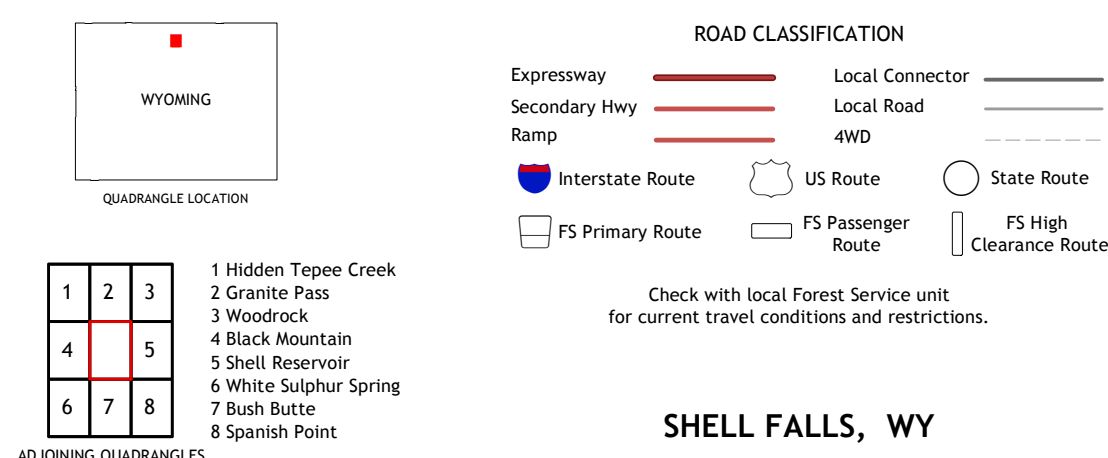 WYOMING
QUADRANGLE LOCATION
ROAD CLASSIFICATION
Expressway
Local Connector
Secondary Hwy
Local Road
Ramp
4WD
Interstate Route
US Route
State Route
FS Primary Route
FS Passenger
Route
FS High
Clearance Route
Check with local Forest Service unit
for current travel conditions and restrictions.
1 2 3
4 5
6 7 8
1 Hidden Tepee Creek
2 Granite Pass
3 Woodrock
4 Black Mountain
5 Shell Reservoir
6 White Sulphur Spring
7 Bush Butte
8 Spanish Point
ADJOINING QUADRANGLES
SHELL FALLS, WY